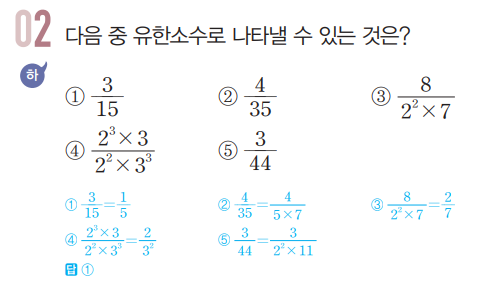 02 다음 중 유한소수로 나타낼 수 있는 것은?
하
① 3/15 ② 4/35 ③ 8/(2²×7)
④ (2³×3)/(2²×3³) ⑤ 3/44
① 3/15=1/5 ② 4/35=4/(5×7) ③ 8/(2²×7)=2/7
④ (2³×3)/(2²×3³)=2/3² ⑤ 3/44=3/(2²×11)
답 ①